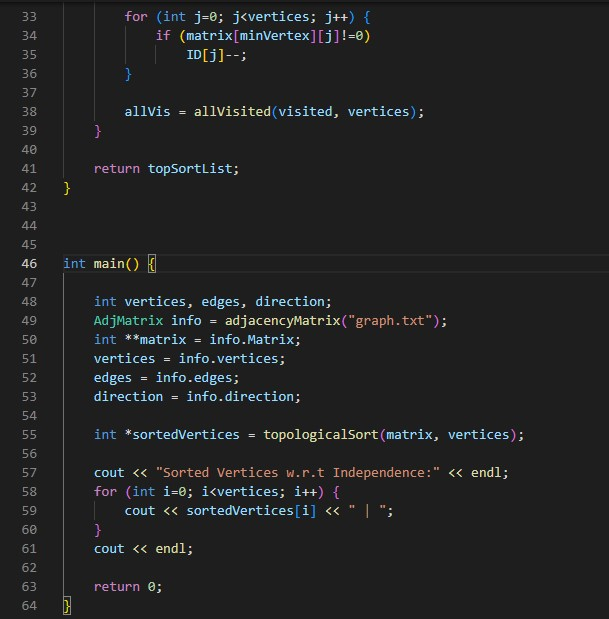 33 for (int j=0; j<vertices; j++) {
34 if (matrix[minVertex][j]!=0)
35 ID[j]--;
36 }
37
38 allVis = allVisited(visited, vertices);
39 }
40
41 return topSortList;
42 }
43
44
45
46 int main() {
47
48 int vertices, edges, direction;
49 AdjMatrix info = adjacencyMatrix("graph.txt");
50 int **matrix = info.Matrix;
51 vertices = info.vertices;
52 edges = info.edges;
53 direction = info.direction;
54
55 int *sortedVertices = topologicalSort(matrix, vertices);
56
57 cout << "Sorted Vertices w.r.t Independence:" << endl;
58 for (int i=0; i<vertices; i++) {
59 cout << sortedVertices[i] << " | ";
60 }
61 cout << endl;
62
63 return 0;
64 }